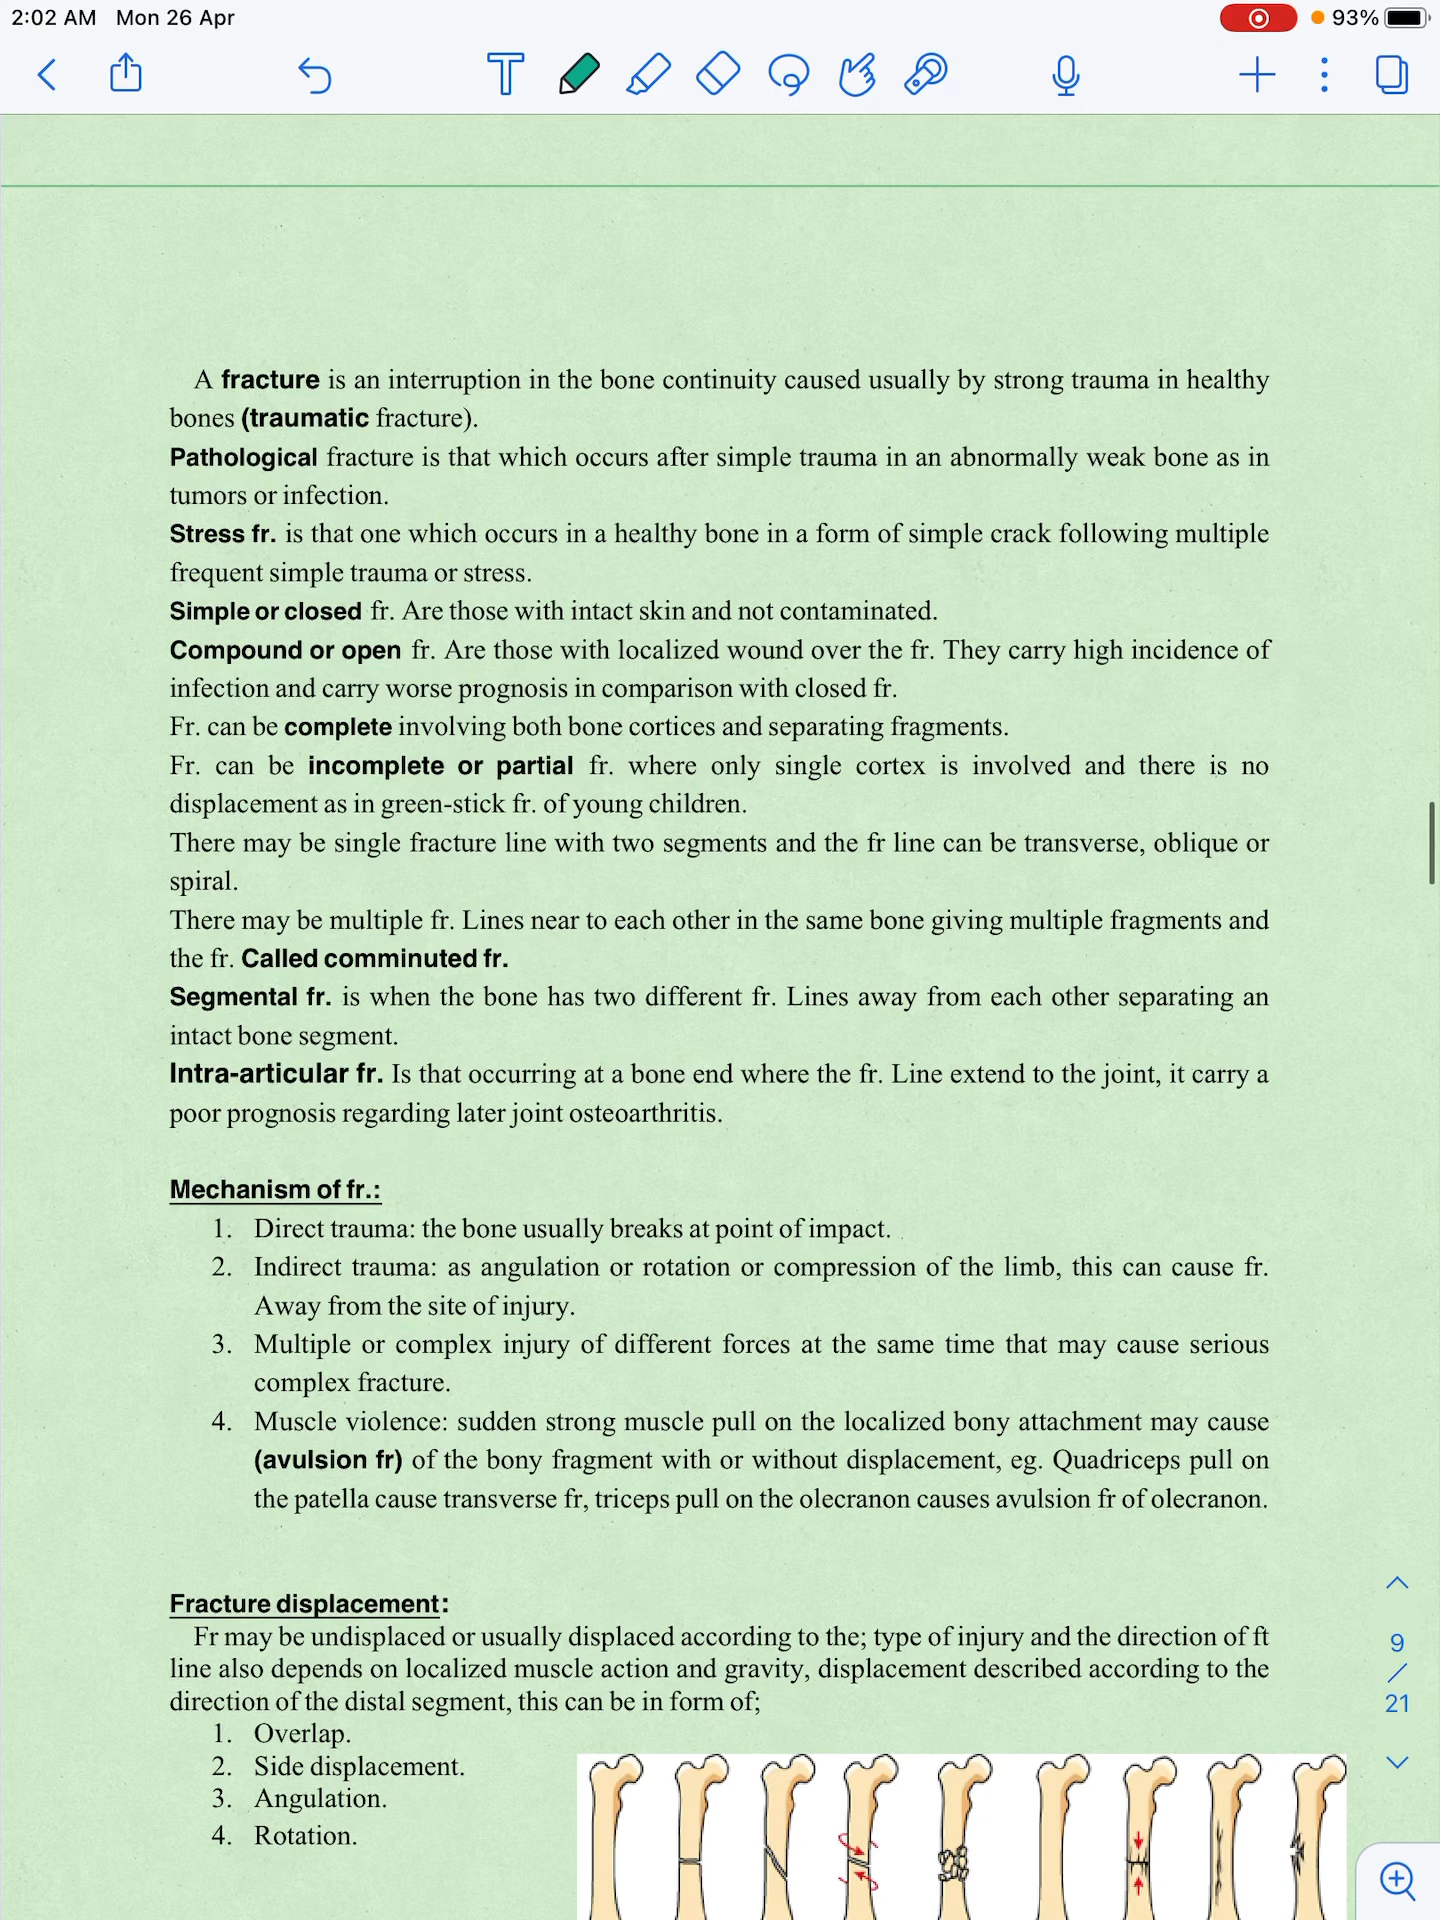 2:02 AM Mon 26 Apr
93%
T
A fracture is an interruption in the bone continuity caused usually by strong trauma in healthy
bones (traumatic fracture).
Pathological fracture is that which occurs after simple trauma in an abnormally weak bone as in
tumors or infection.
Stress fr. is that one which occurs in a healthy bone in a form of simple crack following multiple
frequent simple trauma or stress.
Simple or closed fr. Are those with intact skin and not contaminated.
Compound or open fr. Are those with localized wound over the fr. They carry high incidence of
infection and carry worse prognosis in comparison with closed fr.
Fr. can be complete involving both bone cortices and separating fragments.
Fr. can be incomplete or partial fr. where only single cortex is involved and there is no
displacement as in green-stick fr. of young children.
There may be single fracture line with two segments and the fr line can be transverse, oblique or
spiral.
There may be multiple fr. Lines near to each other in the same bone giving multiple fragments and
the fr. Called comminuted fr.
Segmental fr. is when the bone has two different fr. Lines away from each other separating an
intact bone segment.
Intra-articular fr. Is that occurring at a bone end where the fr. Line extend to the joint, it carry a
poor prognosis regarding later joint osteoarthritis.
Mechanism of fr.:
1. Direct trauma: the bone usually breaks at point of impact.
2. Indirect trauma: as angulation or rotation or compression of the limb, this can cause fr.
Away from the site of injury.
3. Multiple or complex injury of different forces at the same time that may cause serious
complex fracture.
4. Muscle violence: sudden strong muscle pull on the localized bony attachment may cause
(avulsion fr) of the bony fragment with or without displacement, eg. Quadriceps pull on
the patella cause transverse fr, triceps pull on the olecranon causes avulsion fr of olecranon.
Fracture displacement:
Fr may be undisplaced or usually displaced according to the; type of injury and the direction of ft
line also depends on localized muscle action and gravity, displacement described according to the
direction of the distal segment, this can be in form of;
1. Overlap.
2. Side displacement.
3. Angulation.
4. Rotation.
9
/
21